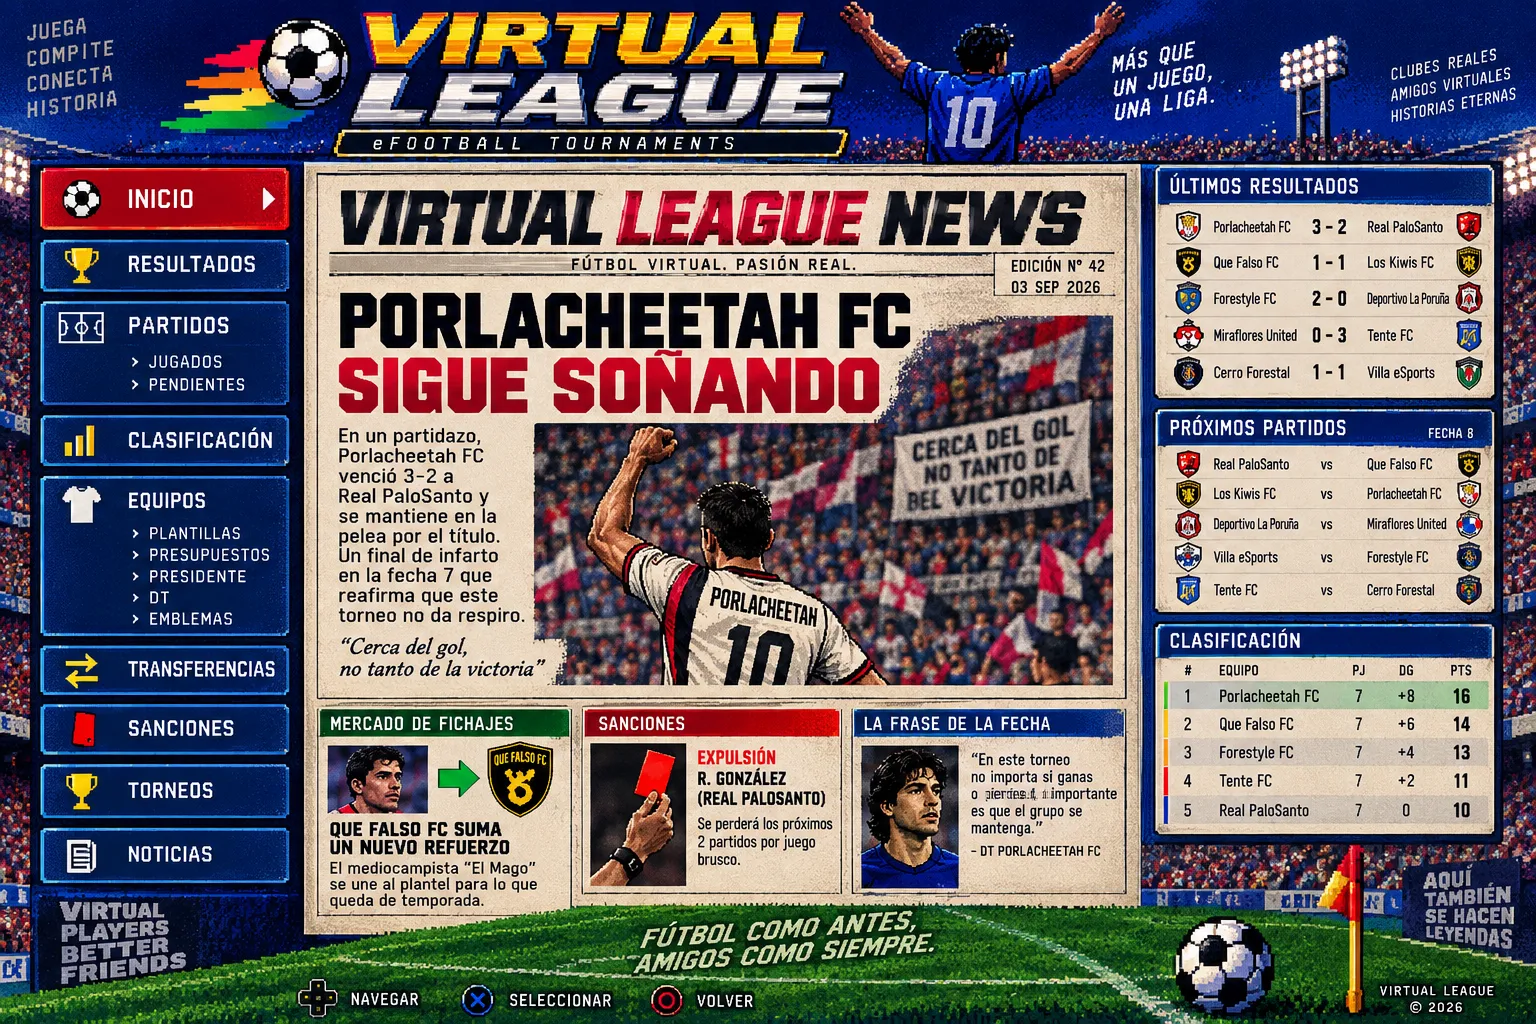 JUEGA
COMPITE
CONECTA
HISTORIA
VIRTUAL
LEAGUE
eFOOTBALL TOURNAMENTS
10
MÁS QUE
UN JUEGO,
UNA LIGA.
CLUBES REALES
AMIGOS VIRTUALES
HISTORIAS ETERNAS
INICIO
RESULTADOS
PARTIDOS
> JUGADOS
> PENDIENTES
CLASIFICACIÓN
EQUIPOS
> PLANTILLAS
> PRESUPUESTOS
> PRESIDENTE
> DT
> EMBLEMAS
TRANSFERENCIAS
SANCIONES
TORNEOS
NOTICIAS
VIRTUAL
PLAYERS
BETTER
FRIENDS
VIRTUAL LEAGUE NEWS
FÚTBOL VIRTUAL. PASIÓN REAL.
EDICIÓN Nº 42
03 SEP 2026
PORLACHEETAH FC
SIGUE SOÑANDO
En un partidazo,
Porlacheetah FC
venció 3-2 a
Real PaloSanto y
se mantiene en la
pelea por el título.
Un final de infarto
en la fecha 7 que
reafirma que este
torneo no da respiro.
“Cerca del gol,
no tanto de la victoria”
CERCA DEL GOL
NO TANTO DE
BEL VICTORIA
PORLACHEETAH
10
MERCADO DE FICHAJES
QUE FALSO FC
QUE FALSO FC SUMA
UN NUEVO REFUERZO
El mediocampista “El Mago”
se une al plantel para lo que
queda de temporada.
SANCIONES
EXPULSIÓN
R. GONZÁLEZ
(REAL PALOSANTO)
Se perderá los próximos
2 partidos por juego
brusco.
LA FRASE DE LA FECHA
“En este torneo
no importa si ganas
o importante
es que el grupo se
mantenga.”
- DT PORLACHEETAH FC
ÚLTIMOS RESULTADOS
Porlacheetah FC 3 - 2 Real PaloSanto
Que Falso FC 1 - 1 Los Kiwis FC
Forestyle FC 2 - 0 Deportivo La Poruña
Miraflores United 0 - 3 Tente FC
Cerro Forestal 1 - 1 Villa eSports
PRÓXIMOS PARTIDOS FECHA 8
Real PaloSanto vs Que Falso FC
Los Kiwis FC vs Porlacheetah FC
Deportivo La Poruña vs Miraflores United
Villa eSports vs Forestyle FC
Tente FC vs Cerro Forestal
CLASIFICACIÓN
# EQUIPO PJ DG PTS
1 Porlacheetah FC 7 +8 16
2 Que Falso FC 7 +6 14
3 Forestyle FC 7 +4 13
4 Tente FC 7 +2 11
5 Real PaloSanto 7 0 10
AQUÍ
TAMBIÉN
SE HACEN
LEYENDAS
FÚTBOL COMO ANTES,
AMIGOS COMO SIEMPRE.
NAVEGAR
SELECCIONAR
VOLVER
VIRTUAL LEAGUE
© 2026